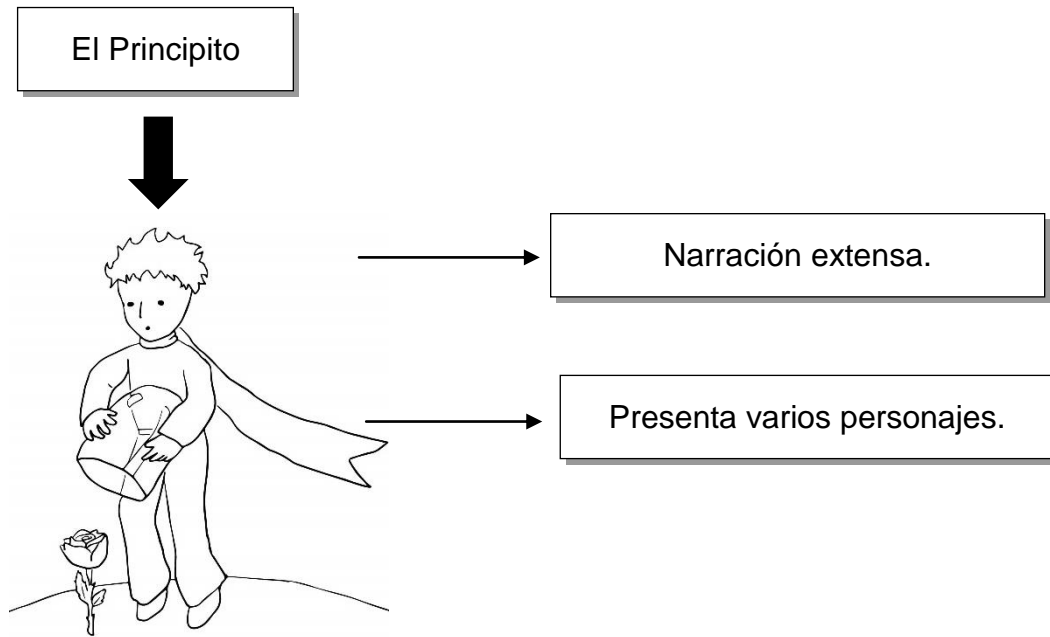 El Principito
Narración extensa.
Presenta varios personajes.